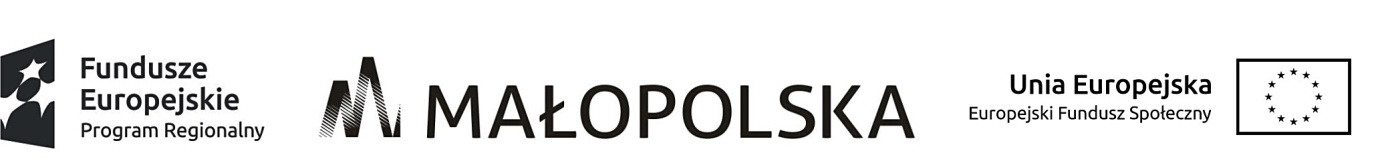 Fundusze
Europejskie
Program Regionalny
MAŁOPOLSKA
Unia Europejska
Europejski Fundusz Społeczny